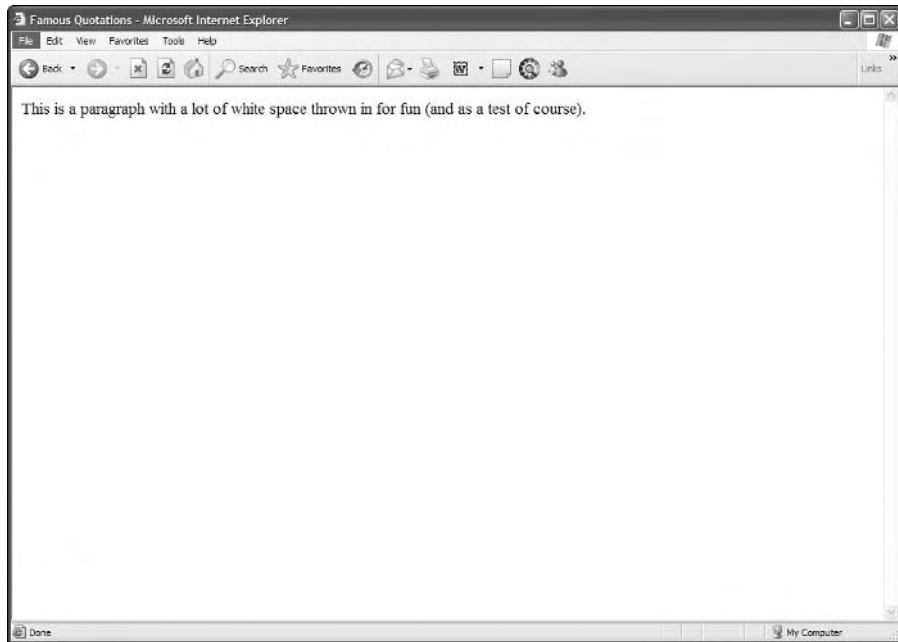 Famous Quotations - Microsoft Internet Explorer
File Edit View Favorites Tools Help
Back Search Favorites W Links »
This is a paragraph with a lot of white space thrown in for fun (and as a test of course).
Done My Computer